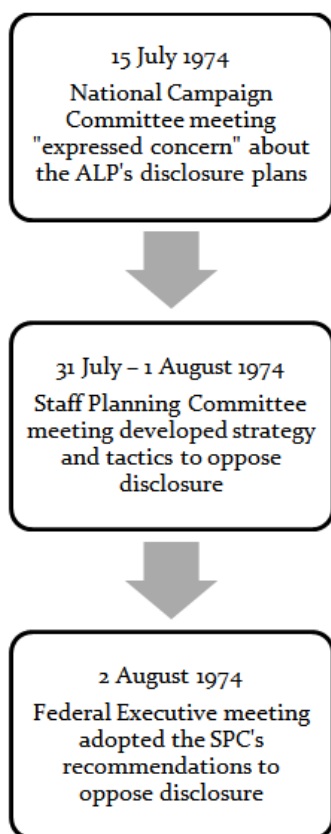 15 July 1974
National Campaign
Committee meeting
"expressed concern" about
the ALP's disclosure plans
31 July – 1 August 1974
Staff Planning Committee
meeting developed strategy
and tactics to oppose
disclosure
2 August 1974
Federal Executive meeting
adopted the SPC's
recommendations to
oppose disclosure